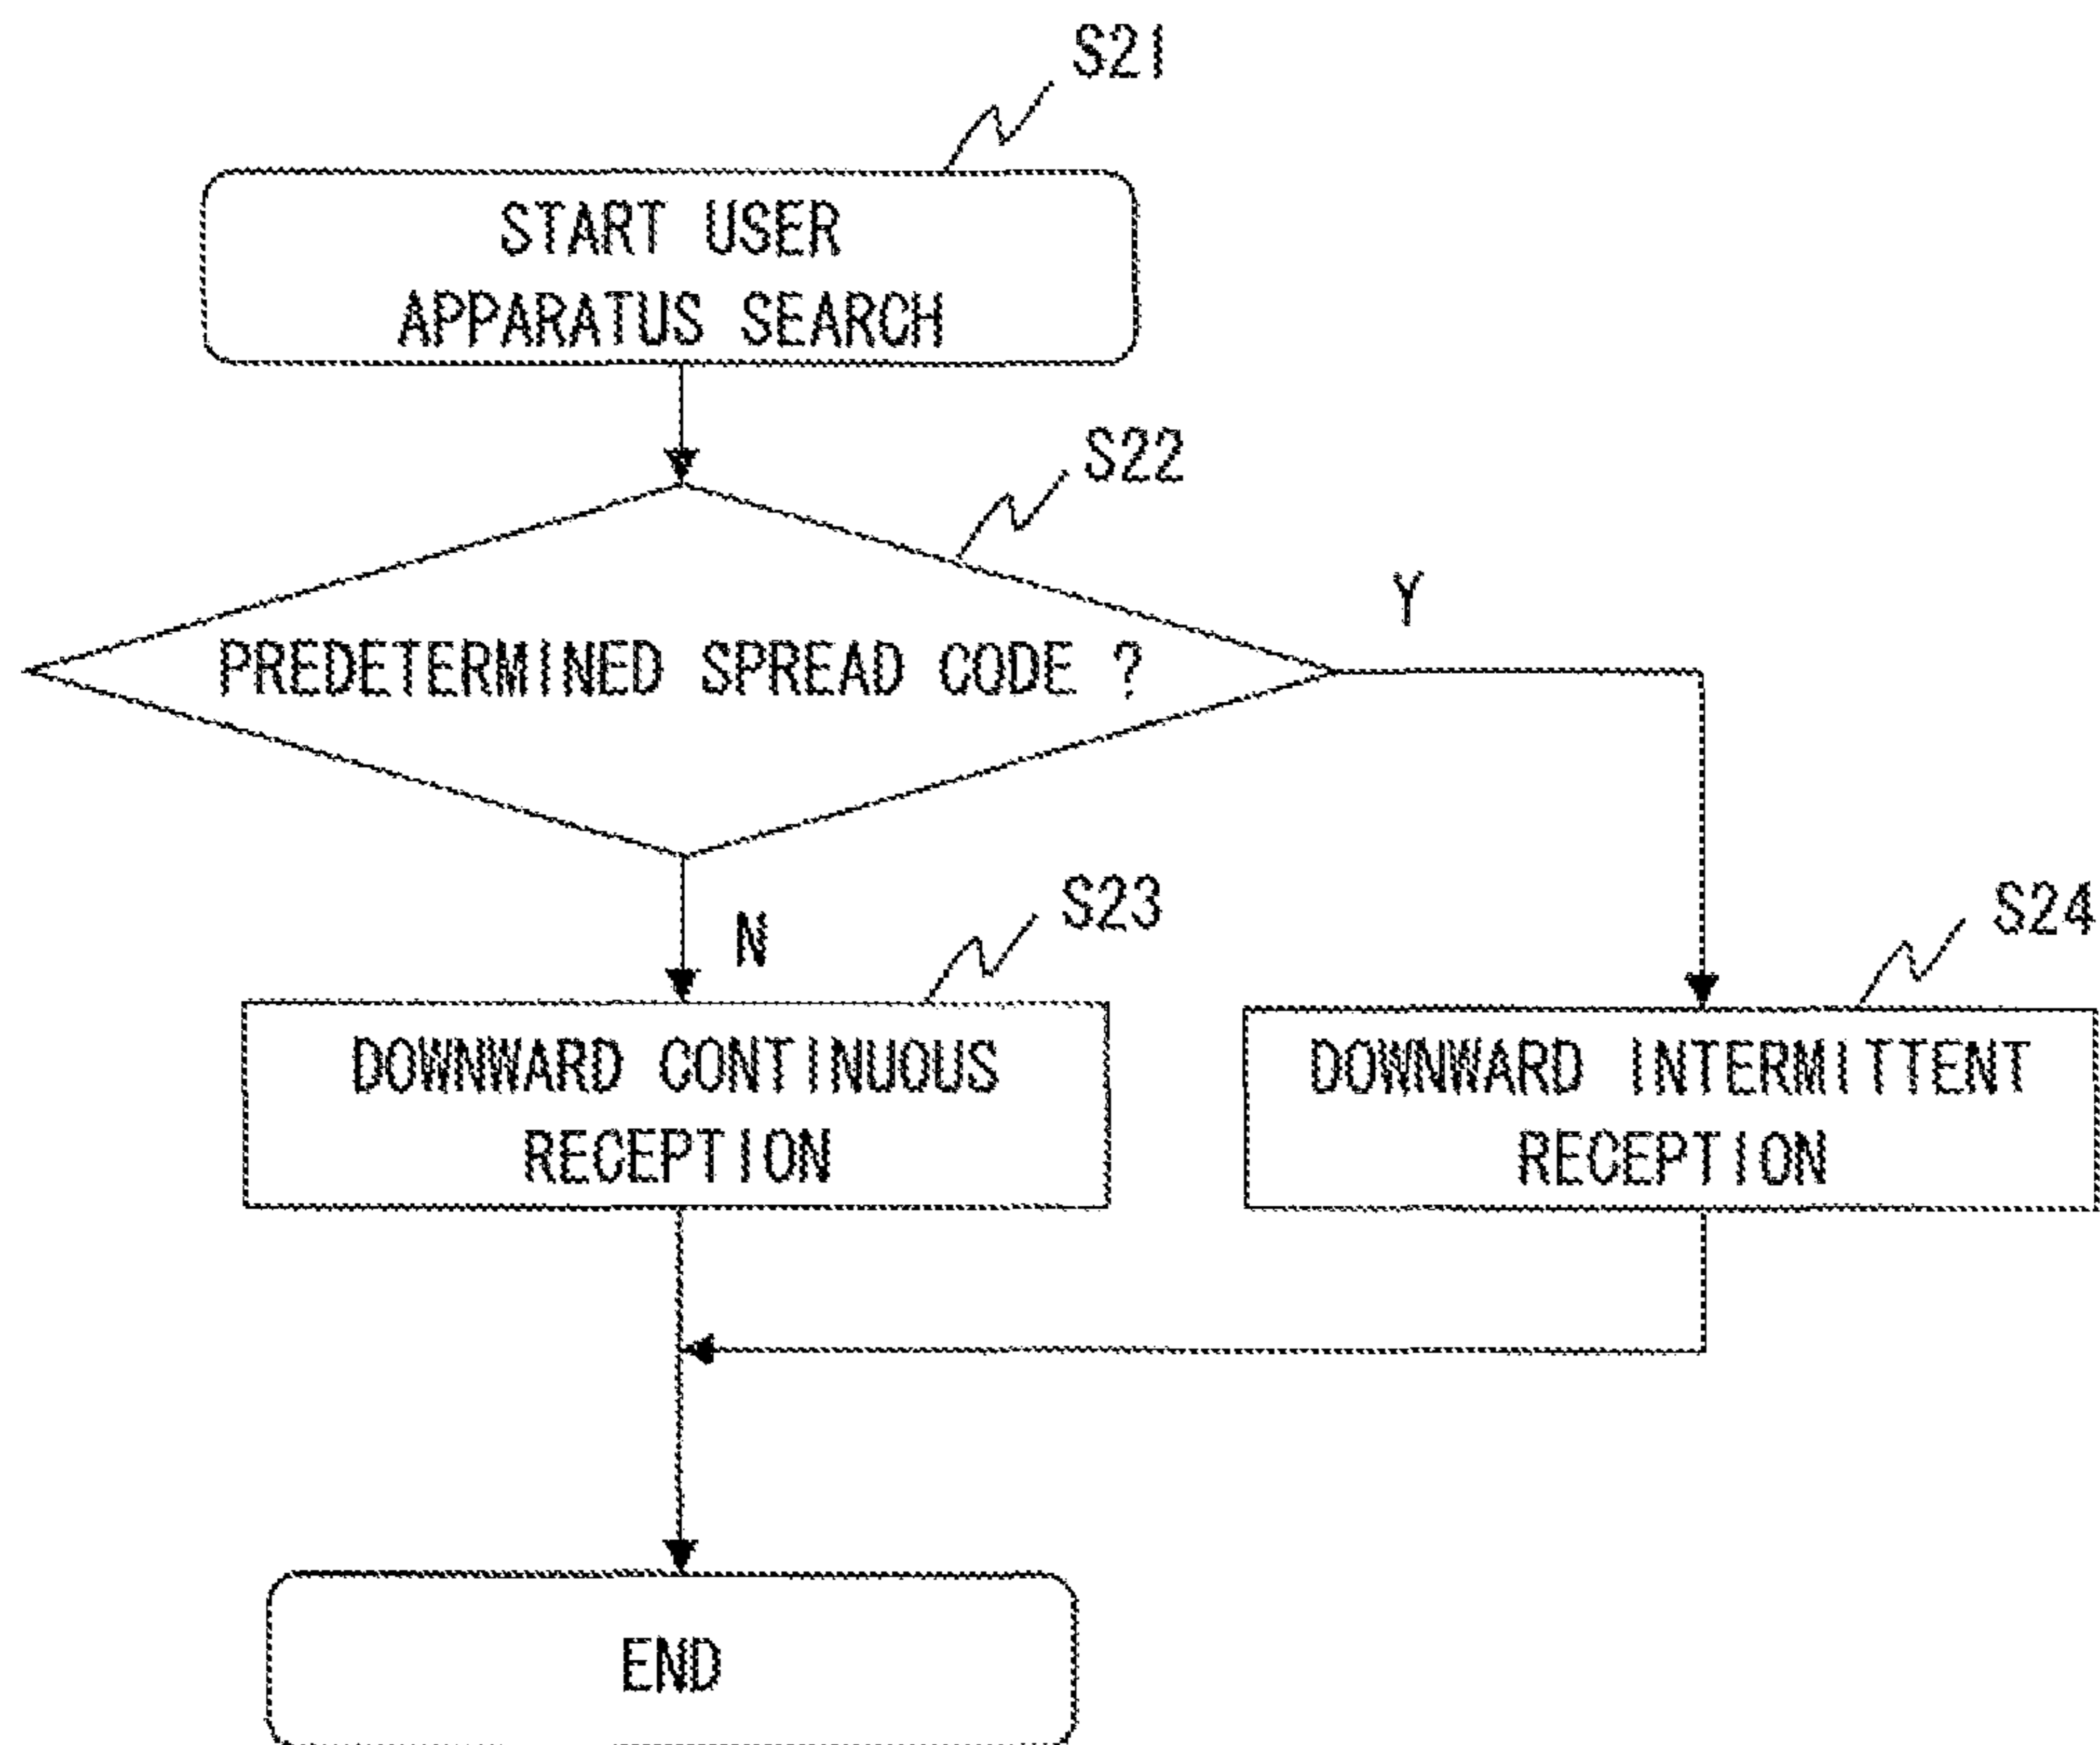 S21
START USER
APPARATUS SEARCH
S22
Y
PREDETERMINED SPREAD CODE ?
N
S23
S24
DOWNWARD CONTINUOUS
RECEPTION
DOWNWARD INTERMITTENT
RECEPTION
END